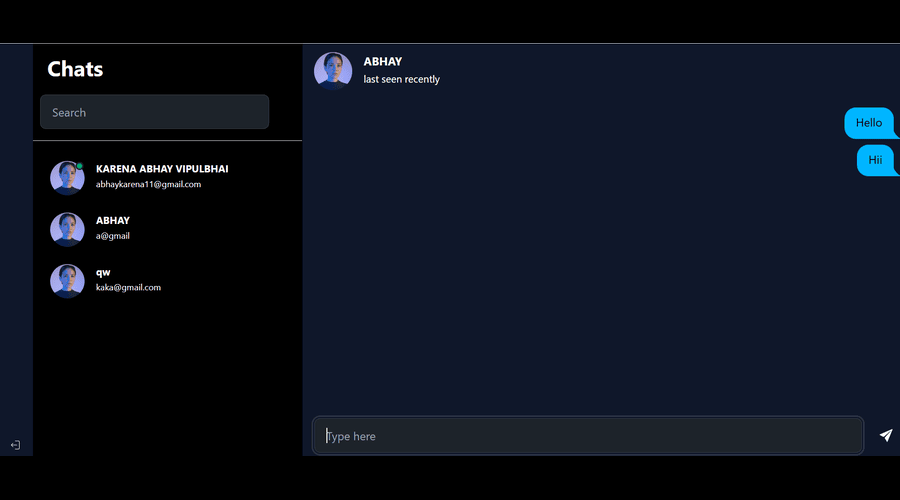 Chats
Search
KARENA ABHAY VIPULBHAI
abhaykarena11@gmail.com
ABHAY
a@gmail
qw
kaka@gmail.com
ABHAY
last seen recently
Hello
Hii
Type here